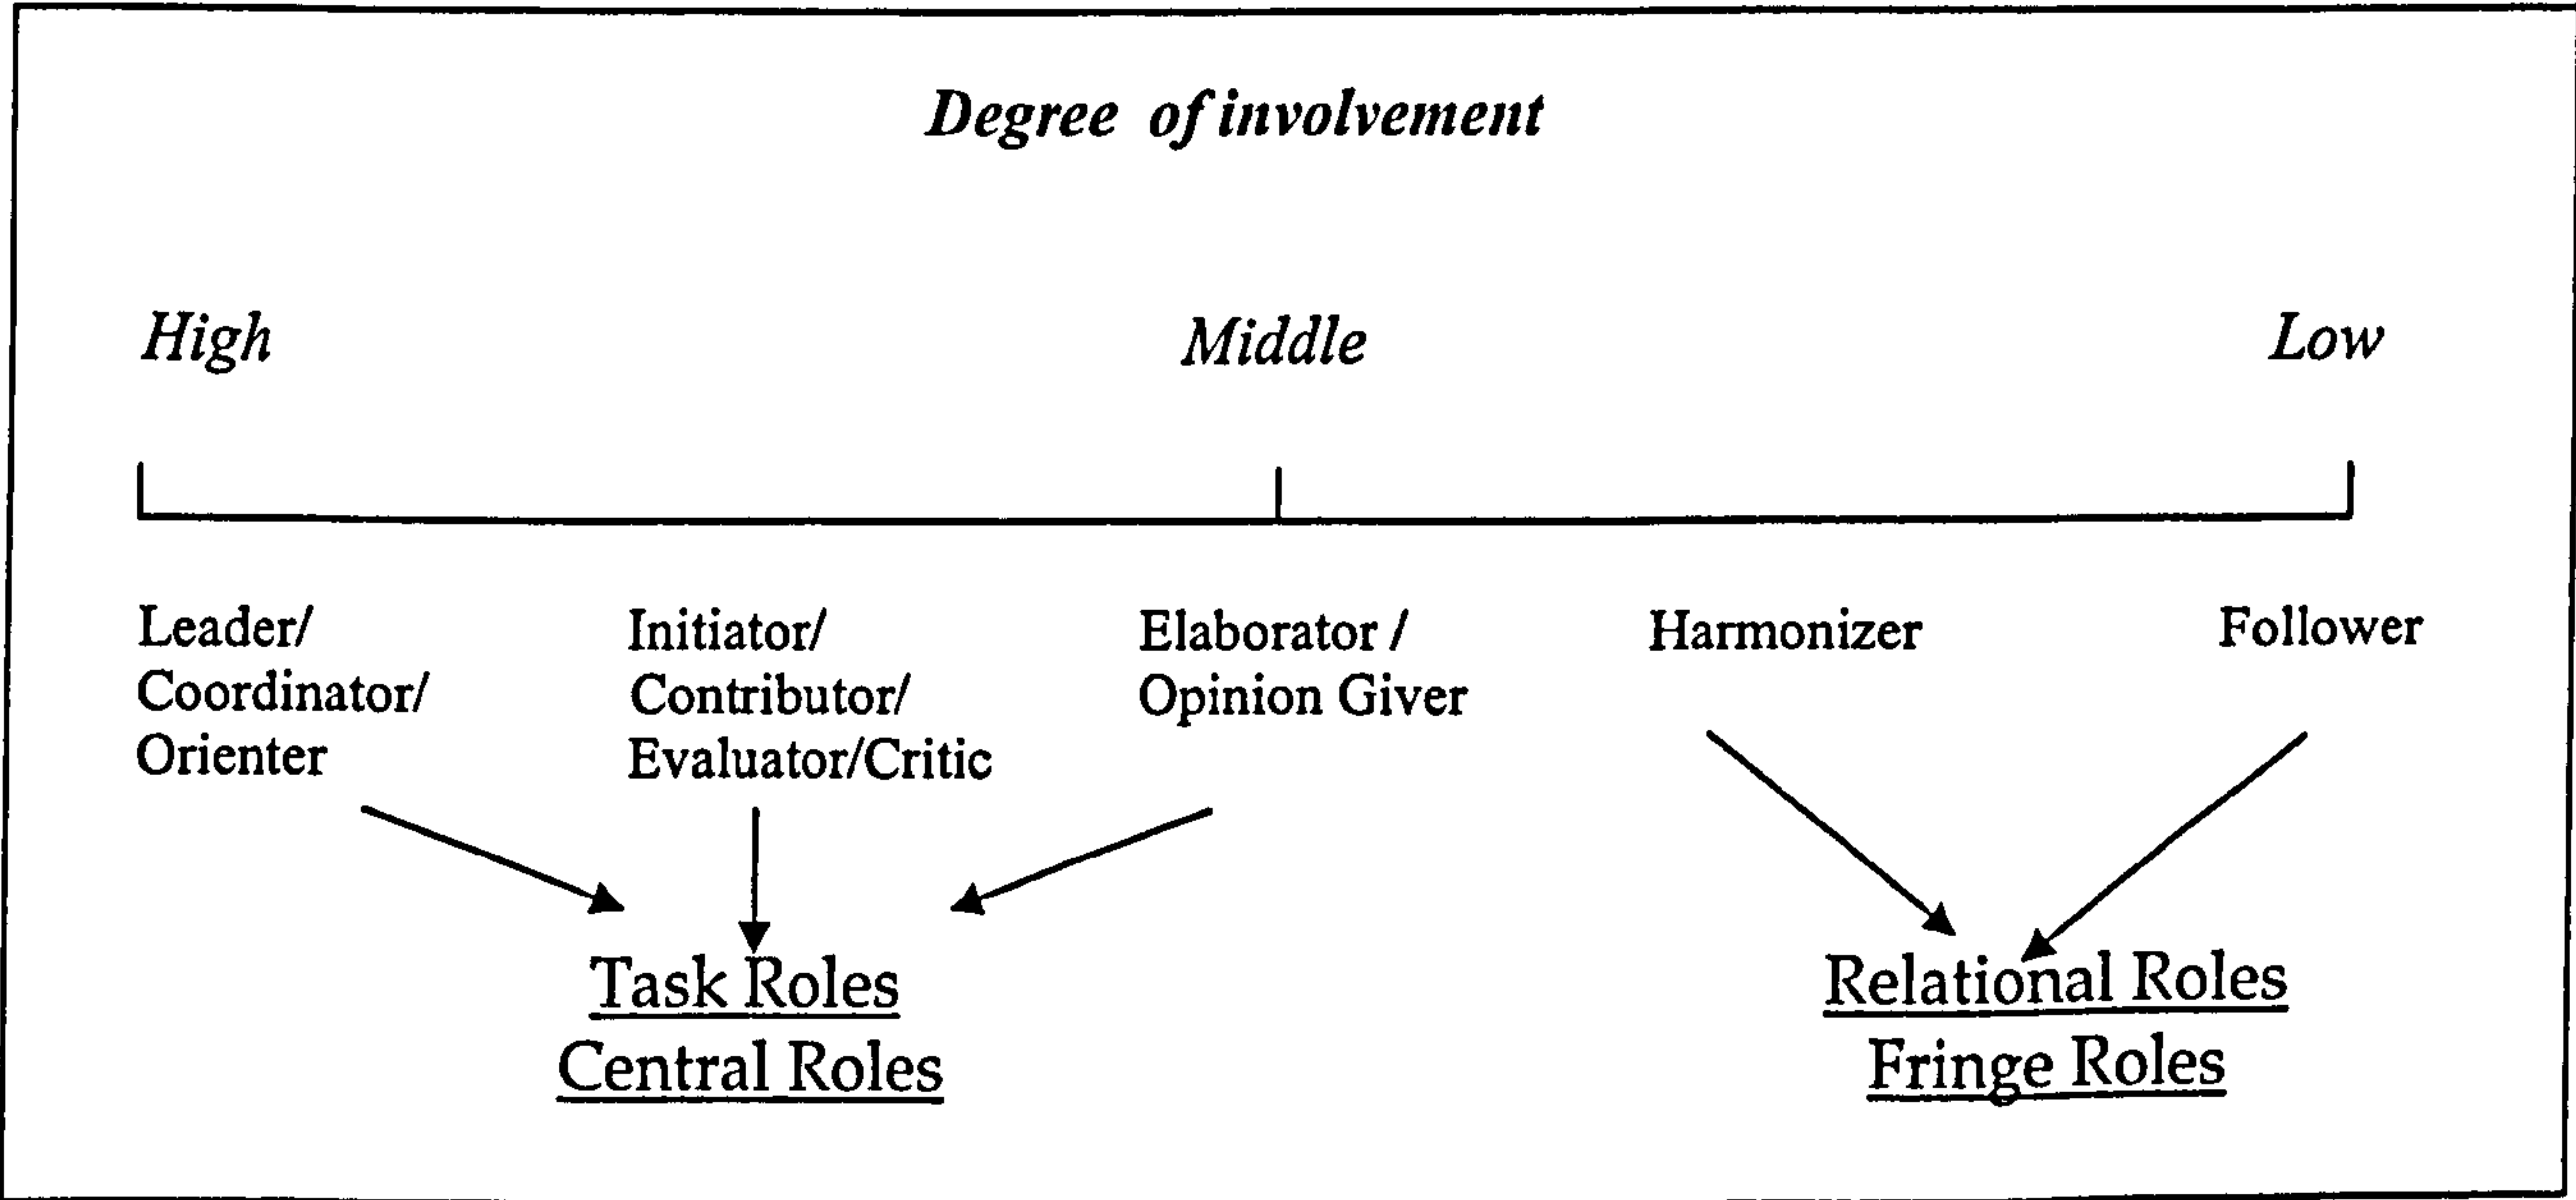 Degree of involvement
High Middle Low
Leader/ Initiator/ Elaborator / Harmonizer Follower
Coordinator/ Contributor/ Opinion Giver
Orienter Evaluator/Critic
Task Roles Relational Roles
Central Roles Fringe Roles